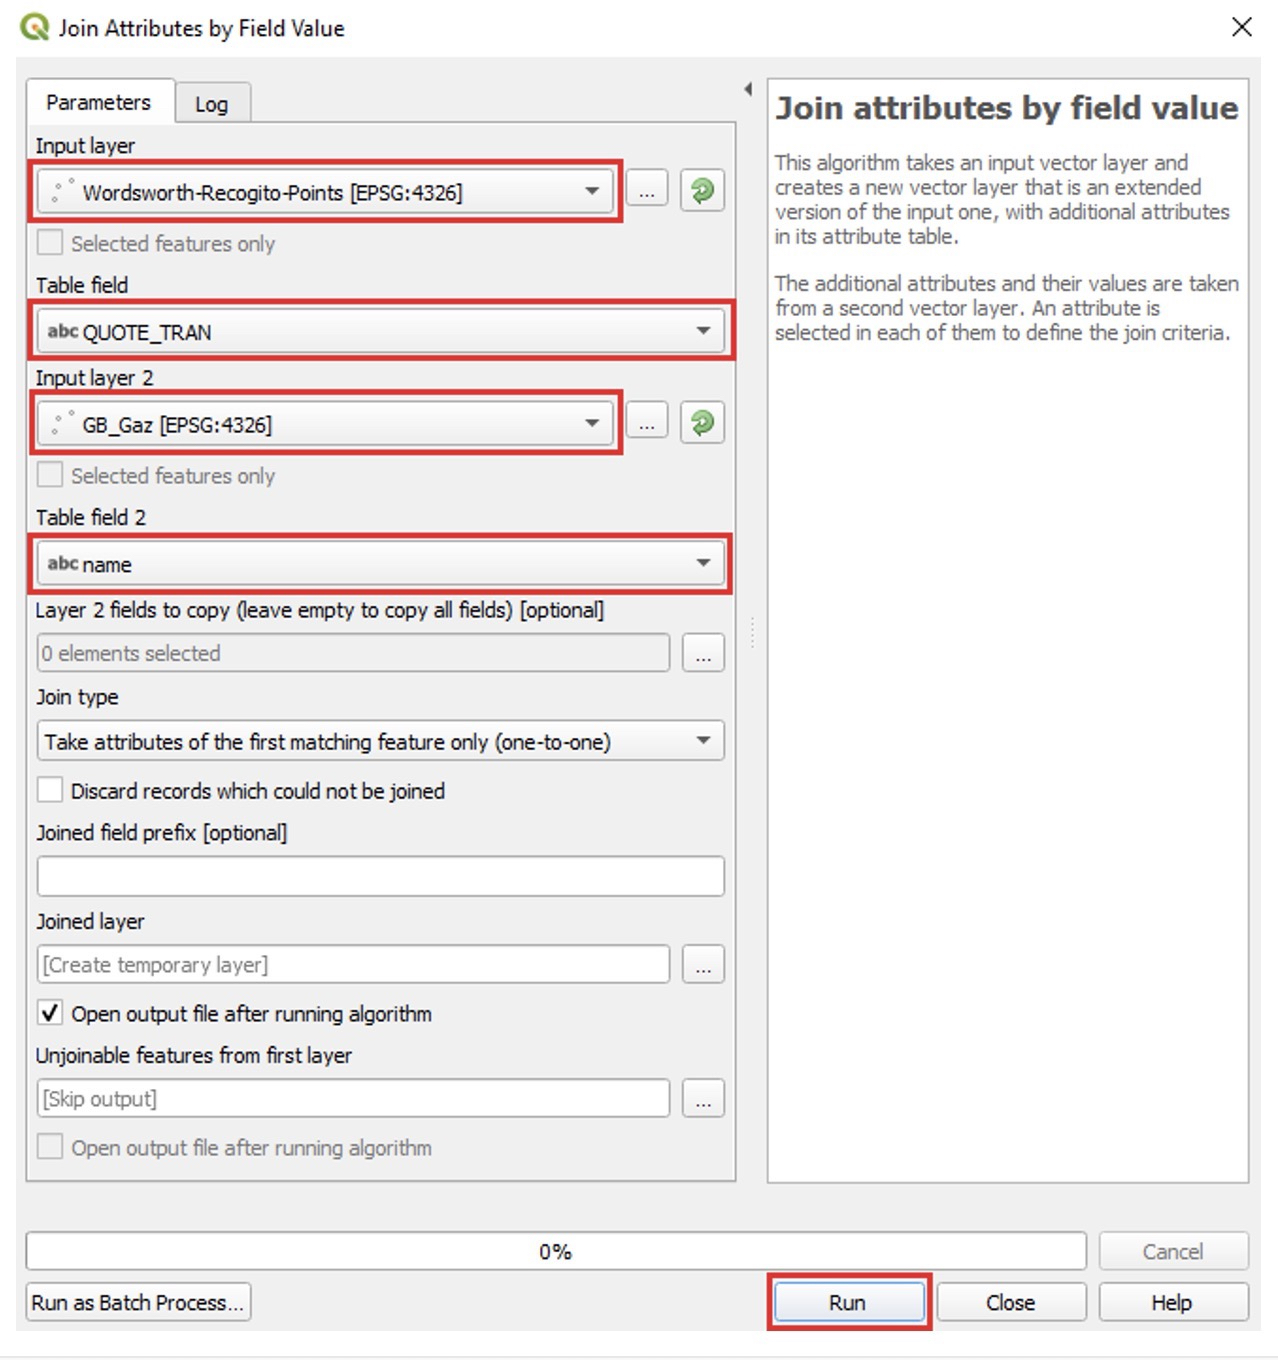 Join Attributes by Field Value
Parameters
Log
Input layer
Wordsworth-Recogito-Points [EPSG:4326]
...
Selected features only
Table field
abc QUOTE_TRAN
Input layer 2
GB_Gaz [EPSG:4326]
...
Selected features only
Table field 2
abc name
Layer 2 fields to copy (leave empty to copy all fields) [optional]
0 elements selected
...
Join type
Take attributes of the first matching feature only (one-to-one)
Discard records which could not be joined
Joined field prefix [optional]
Joined layer
[Create temporary layer]
...
Open output file after running algorithm
Unjoinable features from first layer
[Skip output]
...
Open output file after running algorithm
Join attributes by field value
This algorithm takes an input vector layer and
creates a new vector layer that is an extended
version of the input one, with additional attributes
in its attribute table.
The additional attributes and their values are taken
from a second vector layer. An attribute is
selected in each of them to define the join criteria.
0%
Cancel
Run as Batch Process...
Run
Close
Help